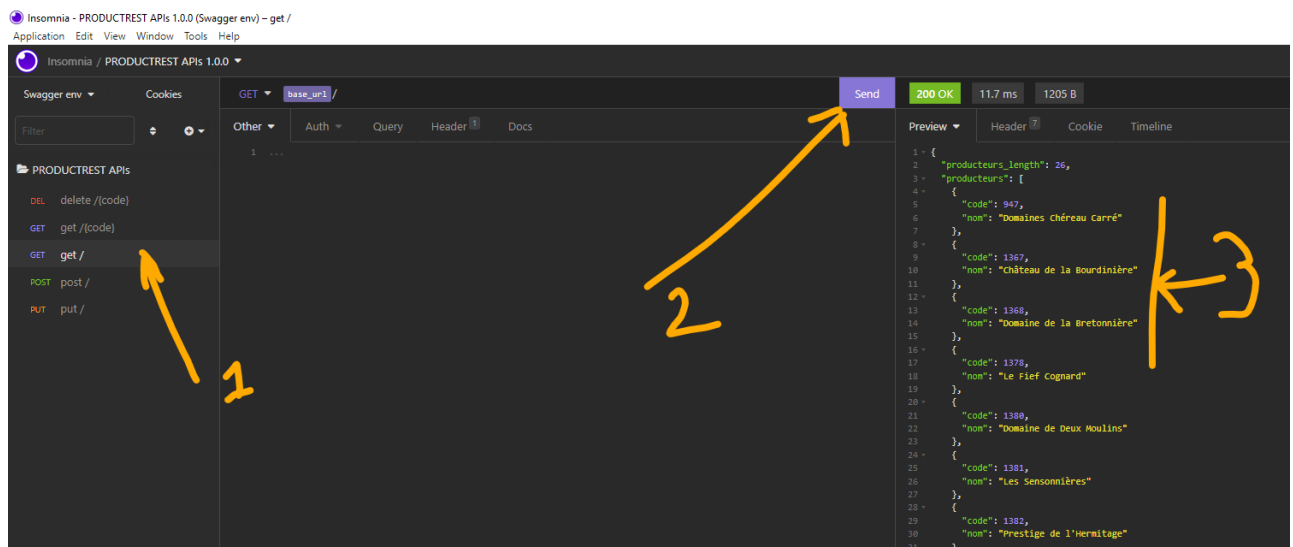 Insomnia - PRODUCTREST APIs 1.0.0 (Swagger env) – get /
Application Edit View Window Tools Help
Insomnia / PRODUCTREST APIs 1.0.0
Swagger env Cookies
Filter
PRODUCTREST APIs
DEL delete /{code}
GET get /{code}
GET get /
POST post /
PUT put /
1
GET base_url /
Send
Other Auth Query Header 1 Docs
1 ...
2
200 OK 11.7 ms 1205 B
Preview Header 7 Cookie Timeline
1 {
2 "producteurs_length": 26,
3 "producteurs": [
4 {
5 "code": 947,
6 "nom": "Domaines Chéreau Carré"
7 },
8 {
9 "code": 1367,
10 "nom": "Château de la Bourdinière"
11 },
12 {
13 "code": 1368,
14 "nom": "Domaine de la Bretonnière"
15 },
16 {
17 "code": 1378,
18 "nom": "Le Fief Cognard"
19 },
20 {
21 "code": 1380,
22 "nom": "Domaine de Deux Moulins"
23 },
24 {
25 "code": 1381,
26 "nom": "Les Sensonnières"
27 },
28 {
29 "code": 1382,
30 "nom": "Prestige de l'Hermitage"
3